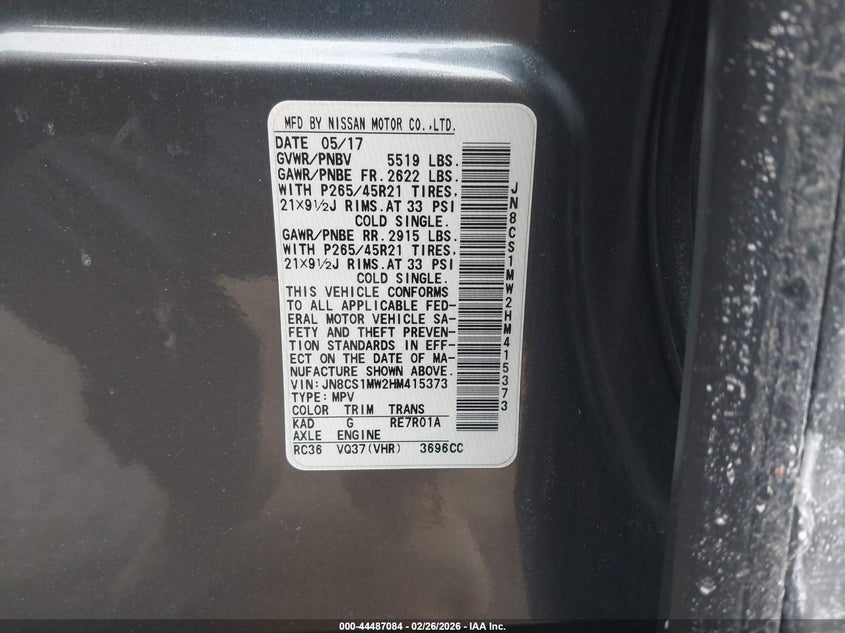 MFD BY NISSAN MOTOR CO.,LTD.
DATE 05/17
GVWR/PNBV 5519 LBS.
GAWR/PNBE FR. 2622 LBS.
WITH P265/45R21 TIRES,
21×9½J RIMS. AT 33 PSI
COLD SINGLE.
GAWR/PNBE RR. 2915 LBS.
WITH P265/45R21 TIRES,
21×9½J RIMS. AT 33 PSI
COLD SINGLE.
THIS VEHICLE CONFORMS
TO ALL APPLICABLE FED-
ERAL MOTOR VEHICLE SA-
FETY AND THEFT PREVEN-
TION STANDARDS IN EFF-
ECT ON THE DATE OF MA-
NUFACTURE SHOWN ABOVE.
VIN:JN8CS1MW2HM415373
TYPE: MPV
COLOR TRIM TRANS
KAD G RE7R01A
AXLE ENGINE
RC36 VQ37(VHR) 3696CC
JN8CS1MW2HM415373
000-44487084 - 02/26/2026 - IAA Inc.